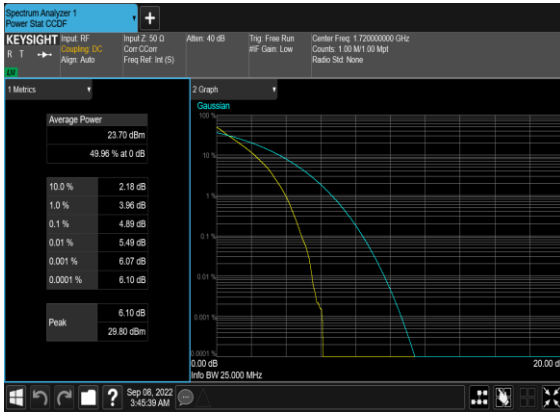 Spectrum Analyzer 1
Power Stat CCDF
+
KEYSIGHT
R T
LV
Input: RF
Coupling: DC
Align: Auto
Input Z: 50 Ω
Corr CCorr
Freq Ref: Int (S)
Atten: 40 dB
Trig: Free Run
#IF Gain: Low
Center Freq: 1.720000000 GHz
Counts: 1.00 M/1.00 Mpt
Radio Std: None
1 Metrics
Average Power
23.70 dBm
49.96 % at 0 dB
10.0 % 2.18 dB
1.0 % 3.96 dB
0.1 % 4.89 dB
0.01 % 5.49 dB
0.001 % 6.07 dB
0.0001 % 6.10 dB
Peak
6.10 dB
29.80 dBm
2 Graph
Gaussian
100 %
10 %
1 %
0.1 %
0.01 %
0.001 %
0.0001 %
0.00 dB
20.00 d
Info BW 25.000 MHz
?
Sep 08, 2022
3:45:39 AM